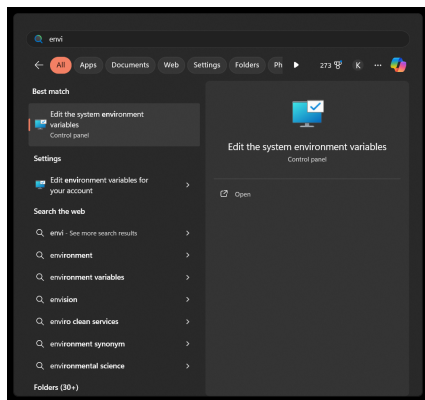 envi
All
Apps
Documents
Web
Settings
Folders
Ph
273
K
Best match
Edit the system environment
variables
Control panel
Settings
Edit environment variables for
your account
Search the web
envi - See more search results
environment
environment variables
envision
enviro clean services
environment synonym
environmental science
Folders (30+)
Edit the system environment variables
Control panel
Open